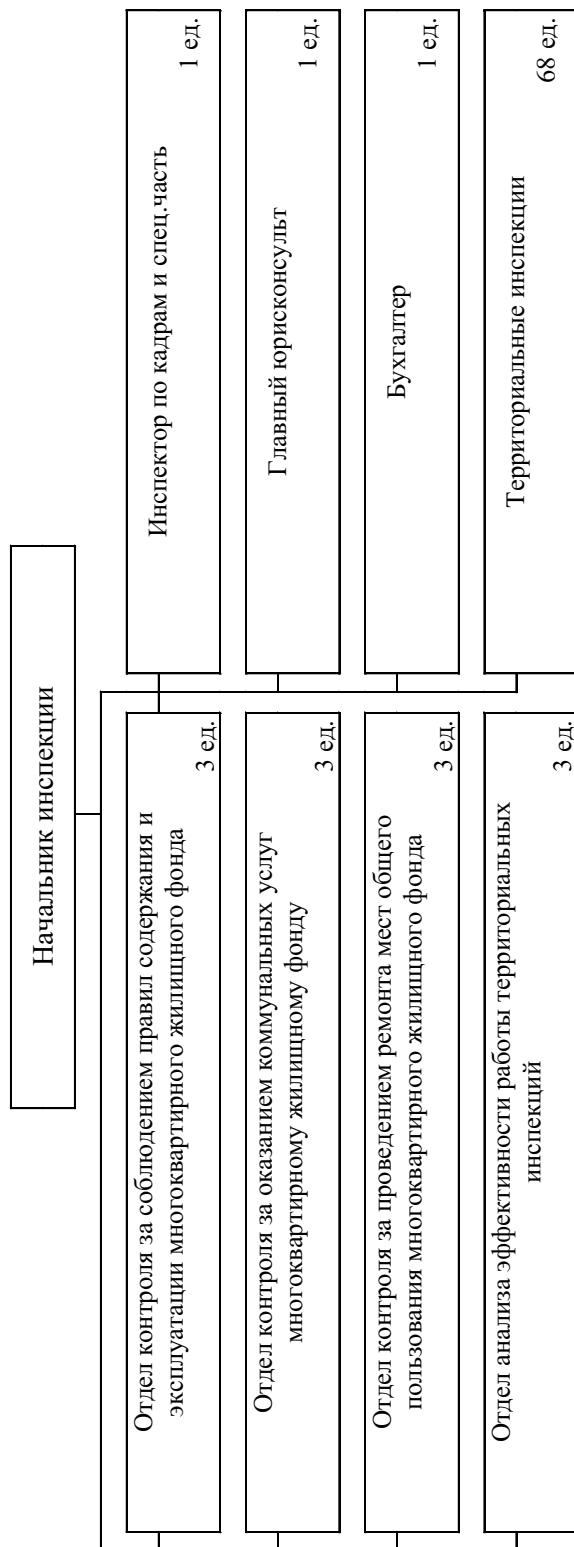 Начальник инспекции
Отдел контроля за соблюдением правил содержания и
эксплуатации многоквартирного жилищного фонда
3 ед.
Отдел контроля за оказанием коммунальных услуг
многоквартирному жилищному фонду
3 ед.
Отдел контроля за проведением ремонта мест общего
пользования многоквартирного жилищного фонда
3 ед.
Отдел анализа эффективности работы территориальных
инспекций
3 ед.
Инспектор по кадрам и спец.часть
1 ед.
Главный юрисконсульт
1 ед.
Бухгалтер
1 ед.
Территориальные инспекции
68 ед.